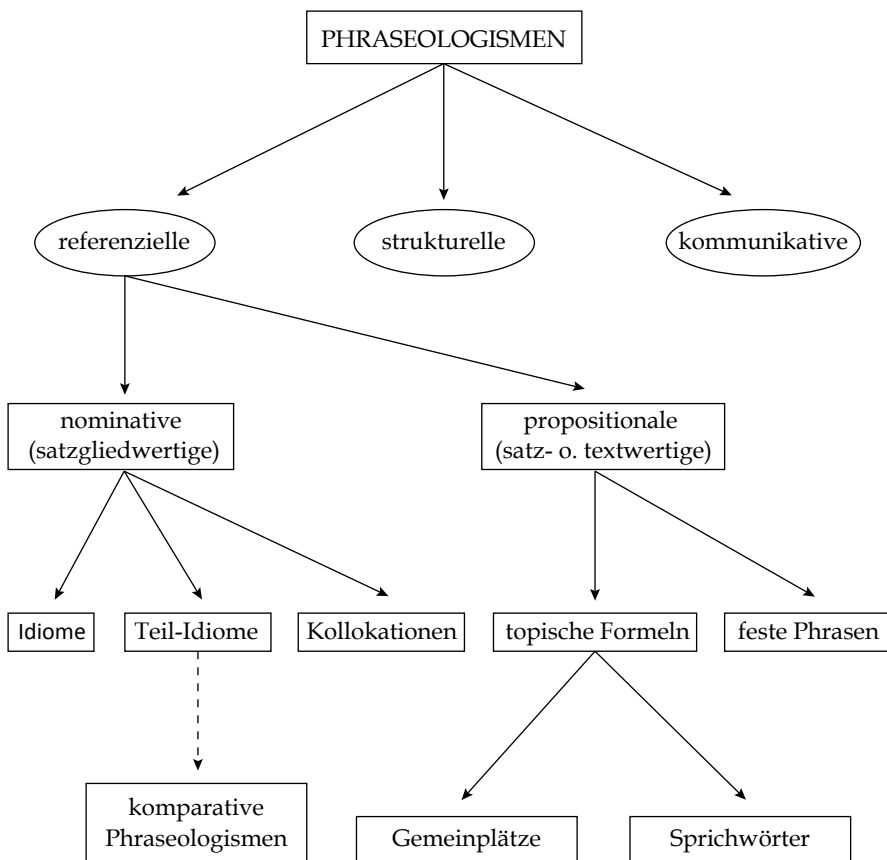 PHRASEOLOGISMEN
referenzielle
strukturelle
kommunikative
nominative
(satzgliedwertige)
propositionale
(satz- o. textwertige)
Idiome
Teil-Idiome
Kollokationen
topische Formeln
feste Phrasen
komparative
Phraseologismen
Gemeinplätze
Sprichwörter